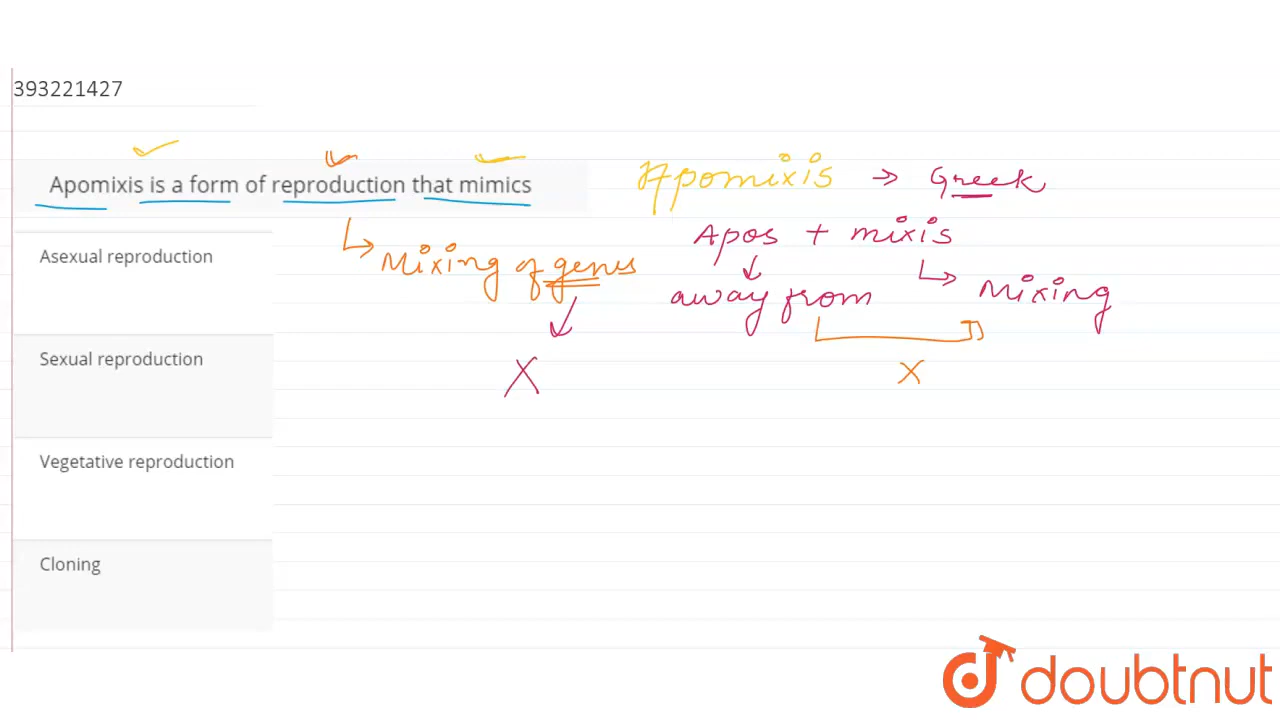 393221427
Apomixis is a form of reproduction that mimics
Asexual reproduction
Sexual reproduction
Vegetative reproduction
Cloning
Mixing of genes
X
Apomixis → Greek
Apos + mixis
away from Mixing
X
doubtnut